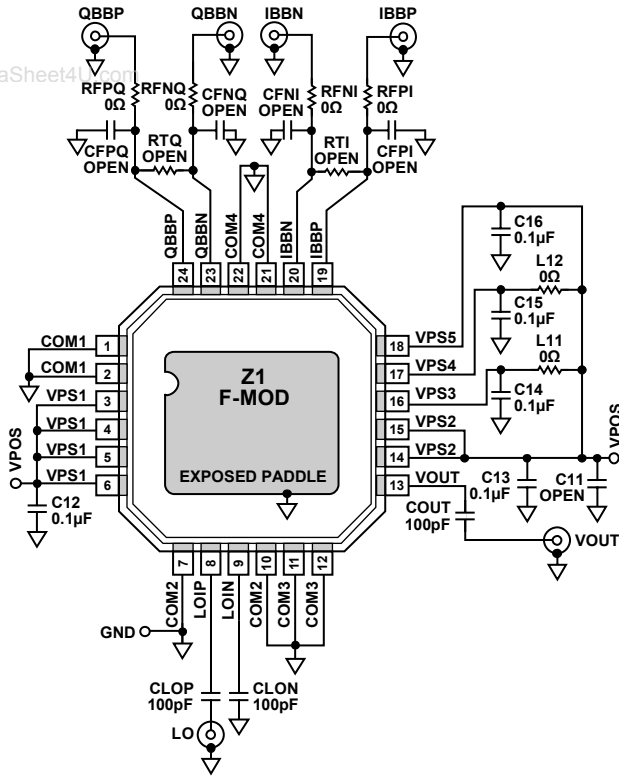 QBBP QBBN IBBN IBBP
aSheet4U.com
RFPQ
0Ω
RFNQ
0Ω
CFNQ
OPEN
CFNI
OPEN
RFNI
0Ω
RFPI
0Ω
CFPQ
OPEN
RTQ
OPEN
RTI
OPEN
CFPI
OPEN
QBBP
QBBN
COM4
COM4
IBBN
IBBP
24 23 22 21 20 19
C16
0.1µF
L12
0Ω
C15
0.1µF
L11
0Ω
C14
0.1µF
COM1 1
COM1 2
VPS1 3
VPS1 4
VPS1 5
VPS1 6
VPOS
C12
0.1µF
Z1
F-MOD
EXPOSED PADDLE
18 VPS5
17 VPS4
16 VPS3
15 VPS2
14 VPS2
13 VOUT
VPOS
C13
0.1µF
C11
OPEN
COUT
100pF
VOUT
7 8 9 10 11 12
COM2
LOIP
LOIN
COM2
COM3
COM3
GND
CLOP
100pF
CLON
100pF
LO